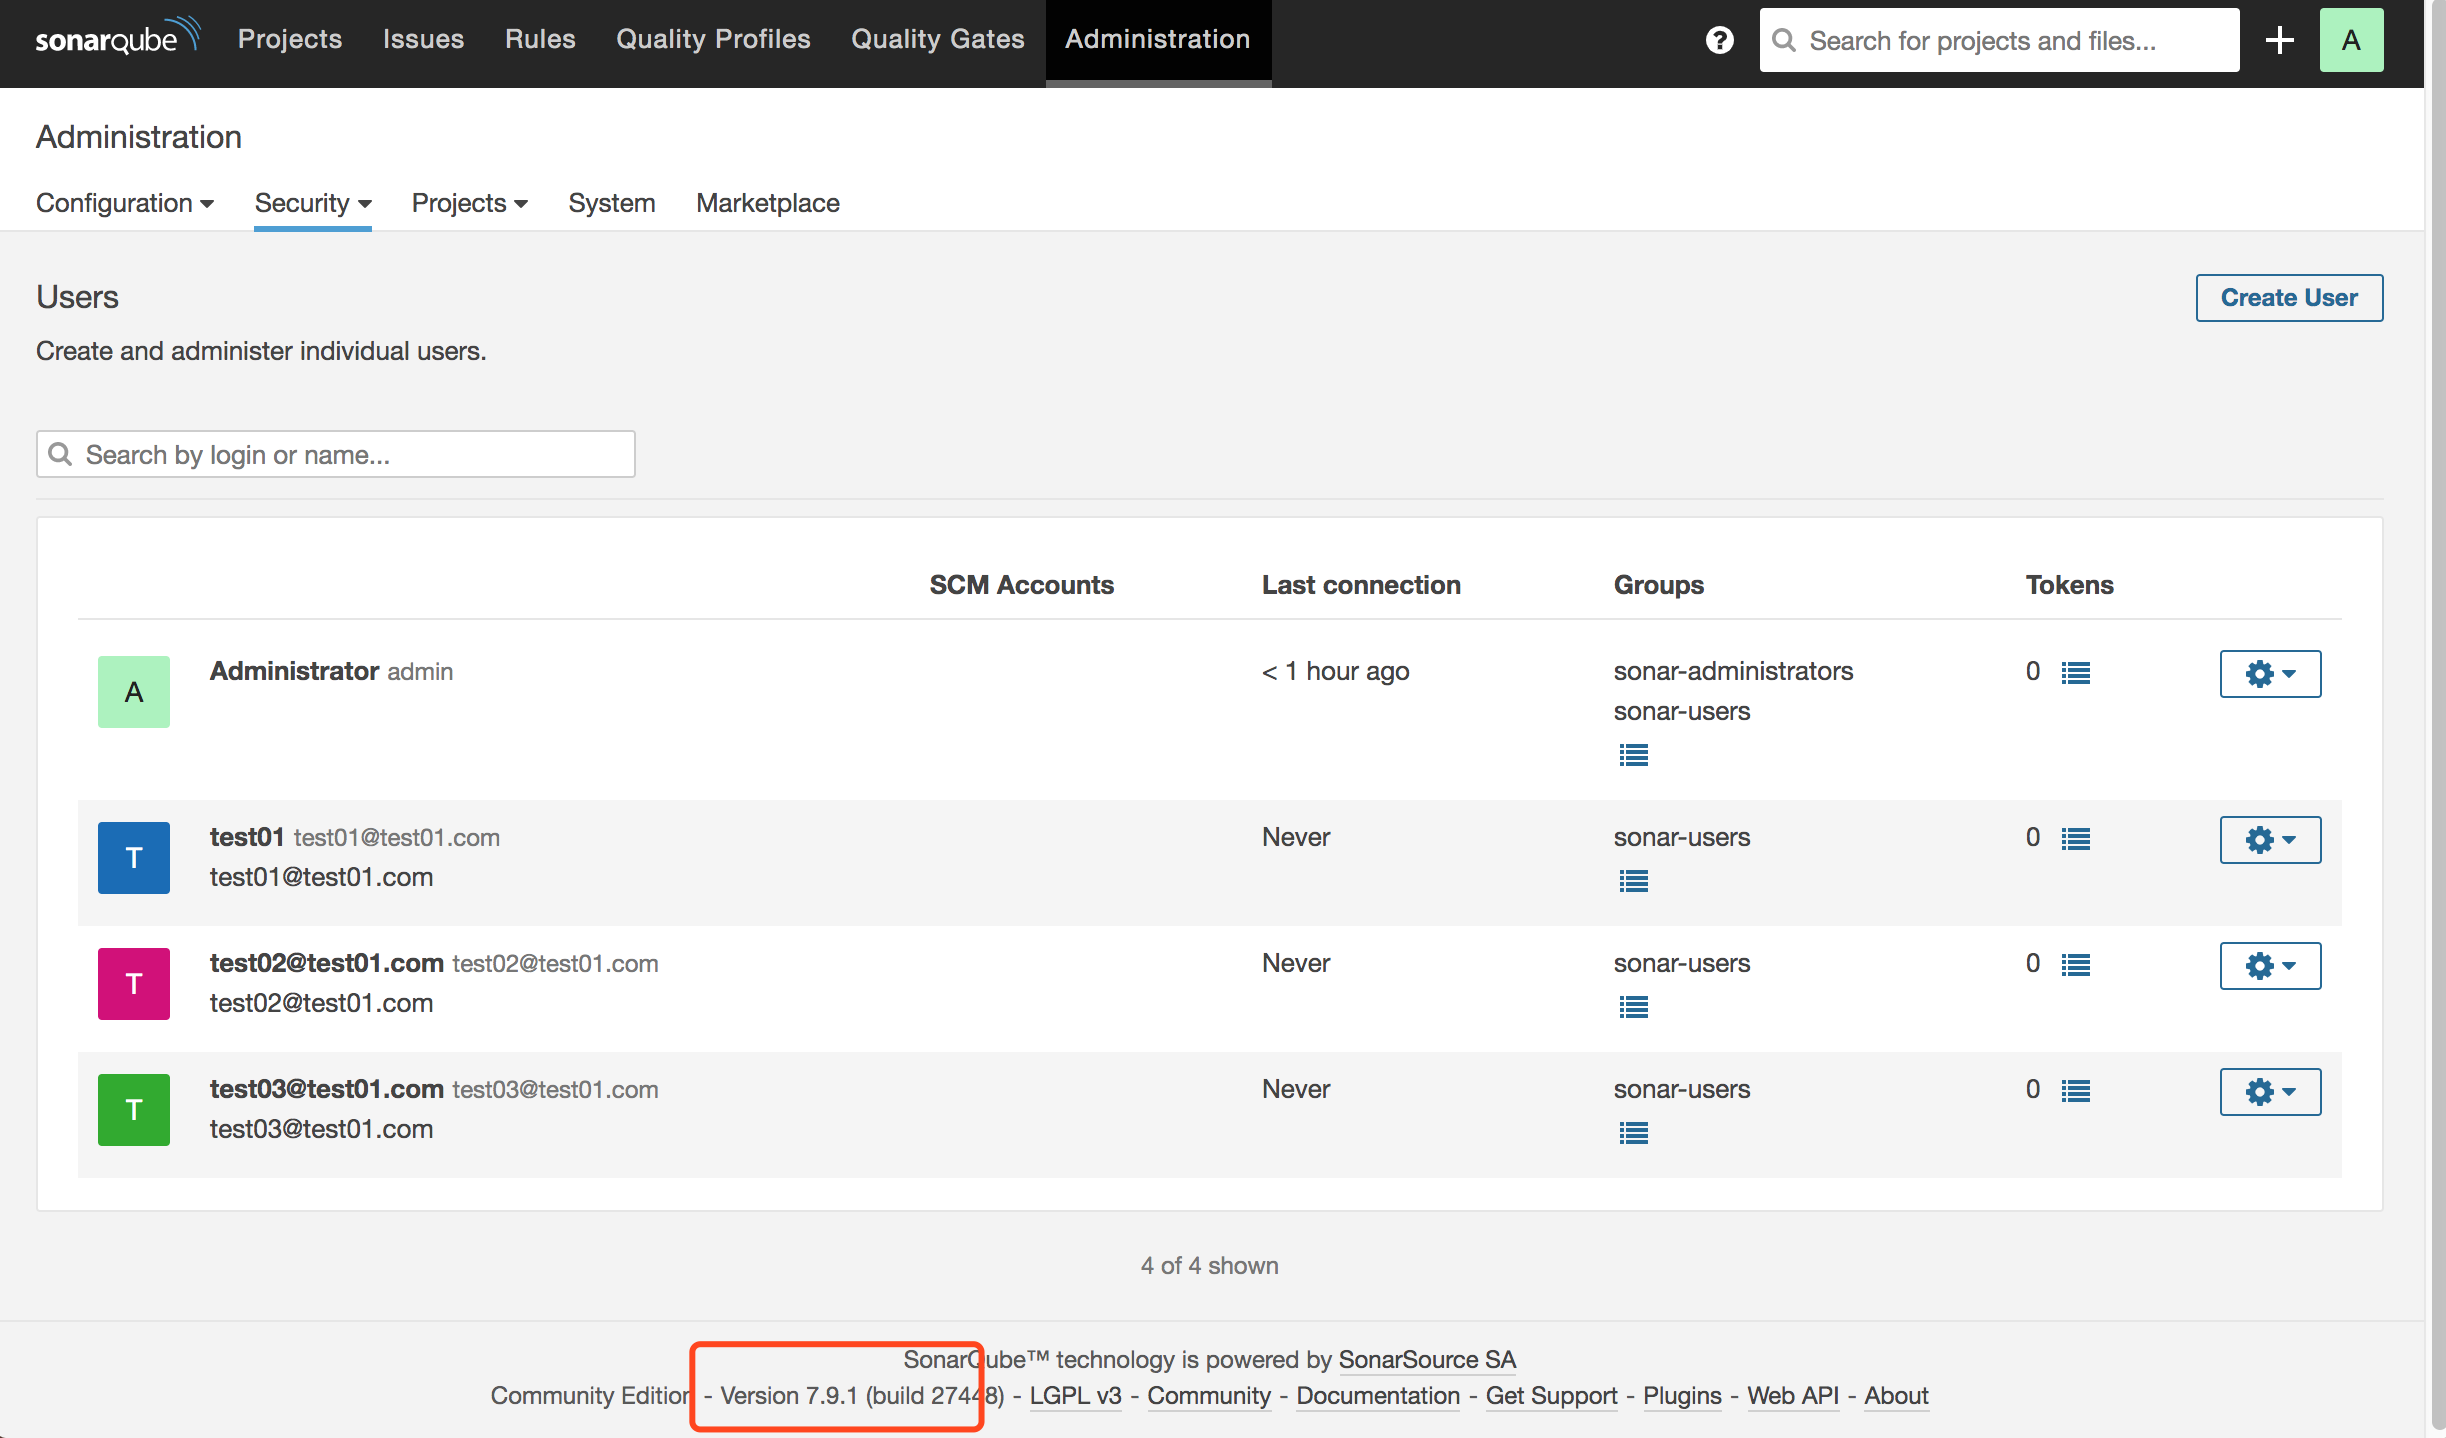 sonarqube Projects Issues Rules Quality Profiles Quality Gates Administration ? Search for projects and files... + A
Administration
Configuration Security Projects System Marketplace
Users Create User
Create and administer individual users.
Search by login or name...
SCM Accounts Last connection Groups Tokens
A Administrator admin < 1 hour ago sonar-administrators 0
sonar-users
T test01 test01@test01.com Never sonar-users 0
test01@test01.com
T test02@test01.com test02@test01.com Never sonar-users 0
test02@test01.com
T test03@test01.com test03@test01.com Never sonar-users 0
test03@test01.com
4 of 4 shown
SonarQube™ technology is powered by SonarSource SA
Community Edition - Version 7.9.1 (build 27448) - LGPL v3 - Community - Documentation - Get Support - Plugins - Web API - About